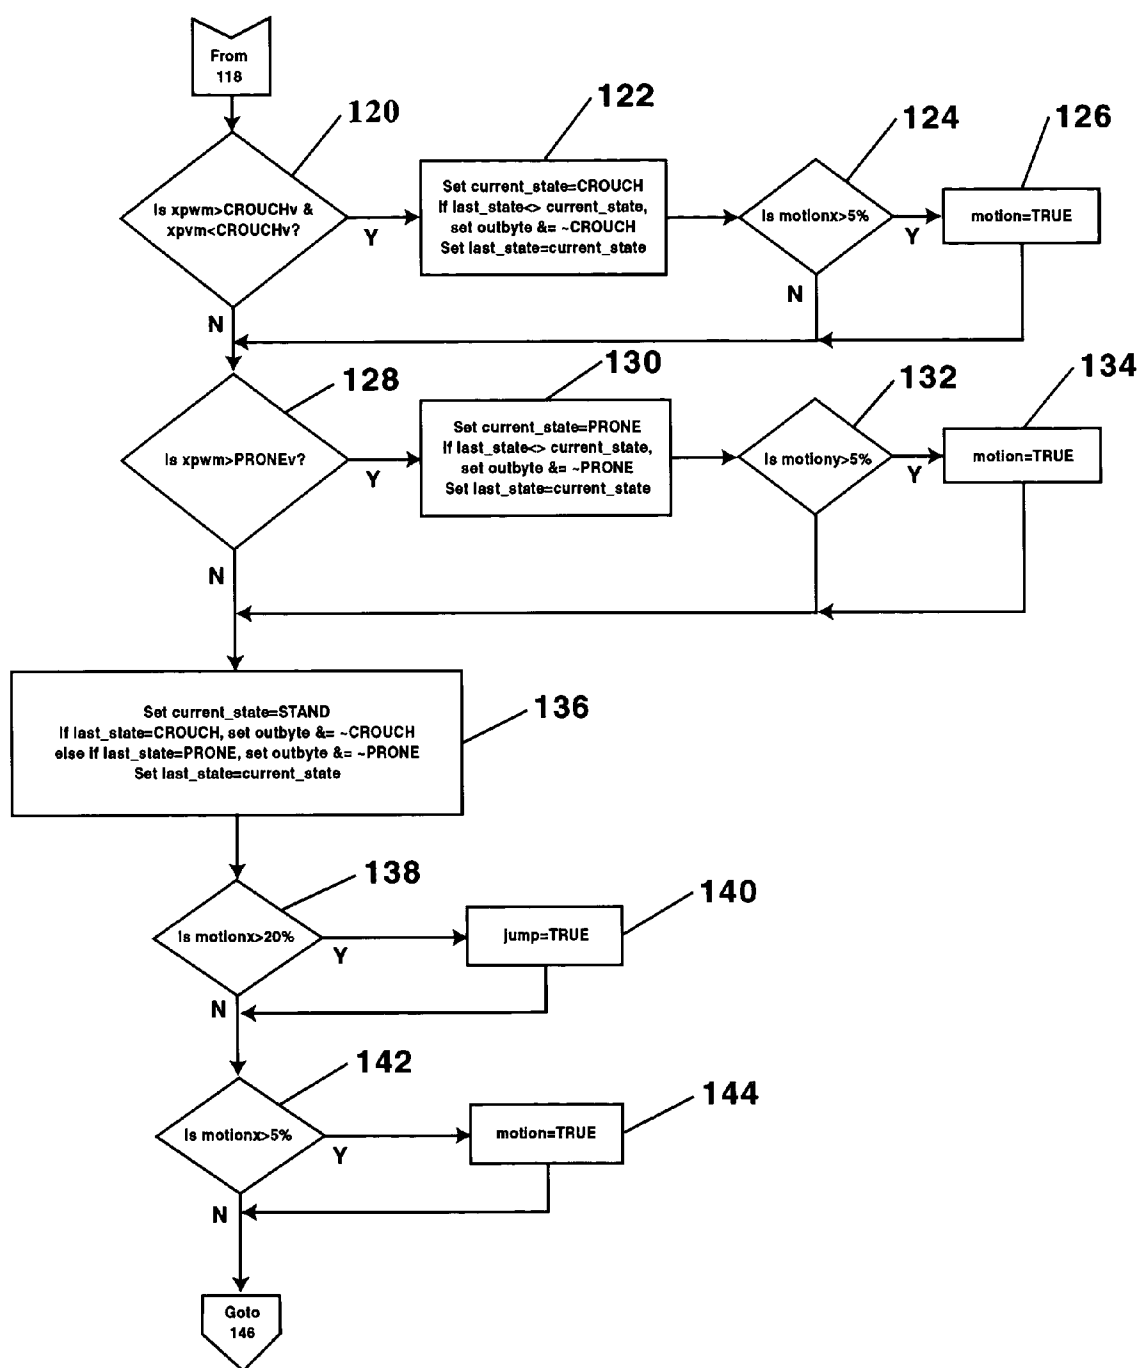 From
118
120
Is xpwm>CROUCHv &
xpvm<CROUCHv?
Y
N
122
Set current_state=CROUCH
If last_state<> current_state,
set outbyte &= ~CROUCH
Set last_state=current_state
124
Is motionx>5%
Y
N
126
motion=TRUE
128
Is xpwm>PRONEv?
Y
N
130
Set current_state=PRONE
If last_state<> current_state,
set outbyte &= ~PRONE
Set last_state=current_state
132
Is motiony>5%
Y
134
motion=TRUE
136
Set current_state=STAND
If last_state=CROUCH, set outbyte &= ~CROUCH
else if last_state=PRONE, set outbyte &= ~PRONE
Set last_state=current_state
138
Is motionx>20%
Y
N
140
jump=TRUE
142
Is motionx>5%
Y
N
144
motion=TRUE
Goto
146